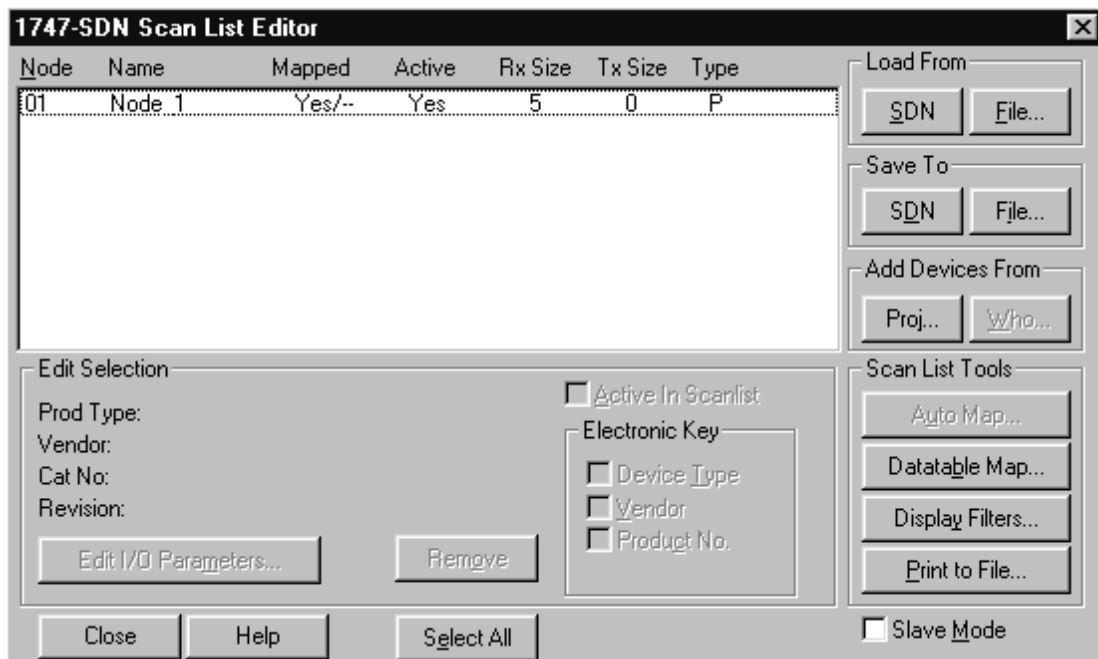 1747-SDN Scan List Editor
Node Name Mapped Active Rx Size Tx Size Type
01 Node_1 Yes/-- Yes 5 0 P
Load From
SDN File...
Save To
SDN File...
Add Devices From
Proj... Who...
Edit Selection
Prod Type:
Vendor:
Cat No:
Revision:
Edit I/O Parameters...
Remove
Active In Scanlist
Electronic Key
Device Type
Vendor
Product No.
Scan List Tools
Auto Map...
Datatable Map...
Display Filters...
Print to File...
Close Help Select All
Slave Mode